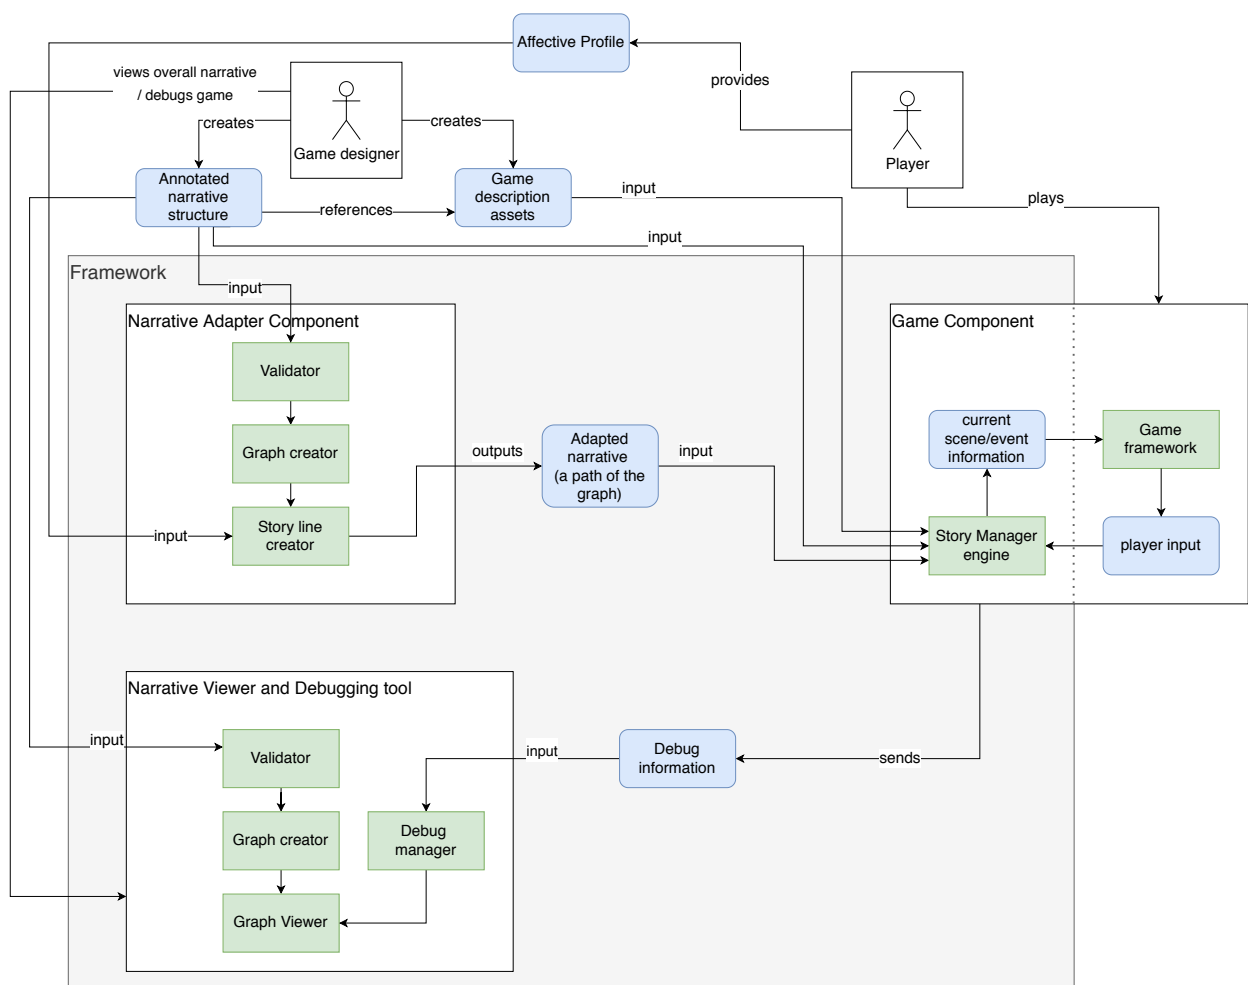 Affective Profile
views overall narrative
/ debugs game
provides
creates
creates
Game designer
Player
Annotated
narrative
structure
references
Game
description
assets
input
plays
input
Framework
input
Narrative Adapter Component
Game Component
Validator
Graph creator
Story line
creator
input
outputs
Adapted
narrative
(a path of the
graph)
input
current
scene/event
information
Game
framework
Story Manager
engine
player input
Narrative Viewer and Debugging tool
input
Validator
Graph creator
Graph Viewer
Debug
manager
input
Debug
information
sends